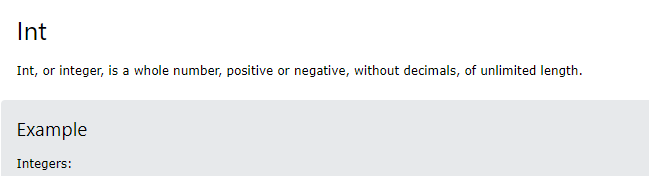 Int
Int, or integer, is a whole number, positive or negative, without decimals, of unlimited length.
Example
Integers: